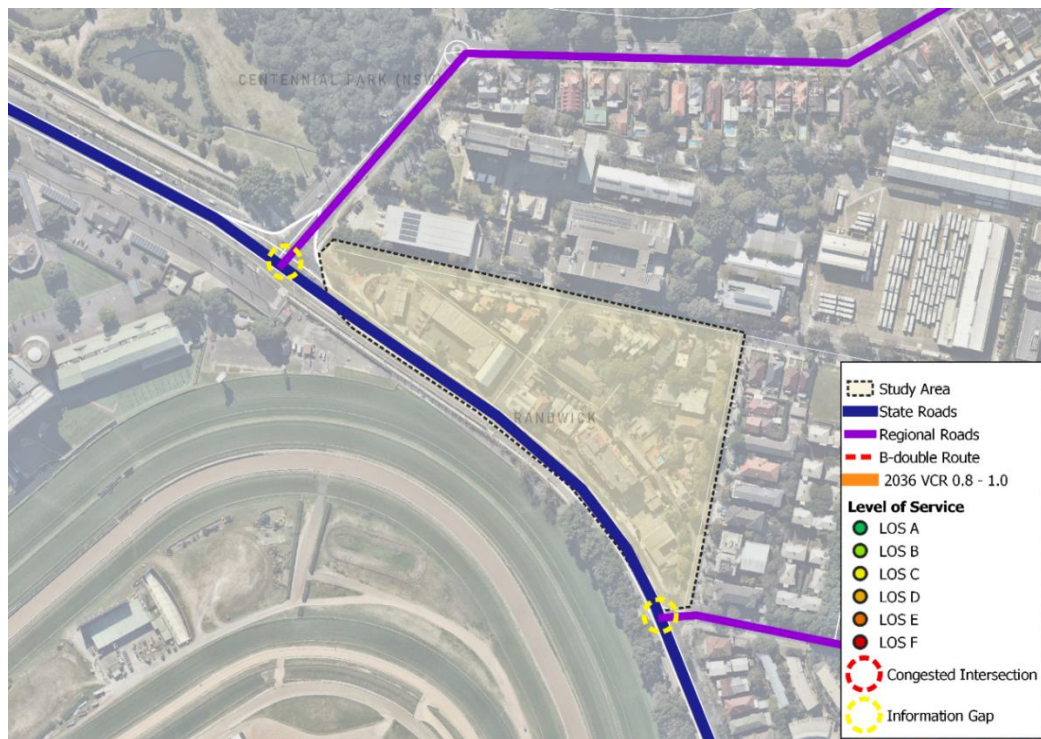 CENTENNIAL PARK (NSW)
RANDWICK
Study Area
State Roads
Regional Roads
B-double Route
2036 VCR 0.8 - 1.0
Level of Service
LOS A
LOS B
LOS C
LOS D
LOS E
LOS F
Congested Intersection
Information Gap